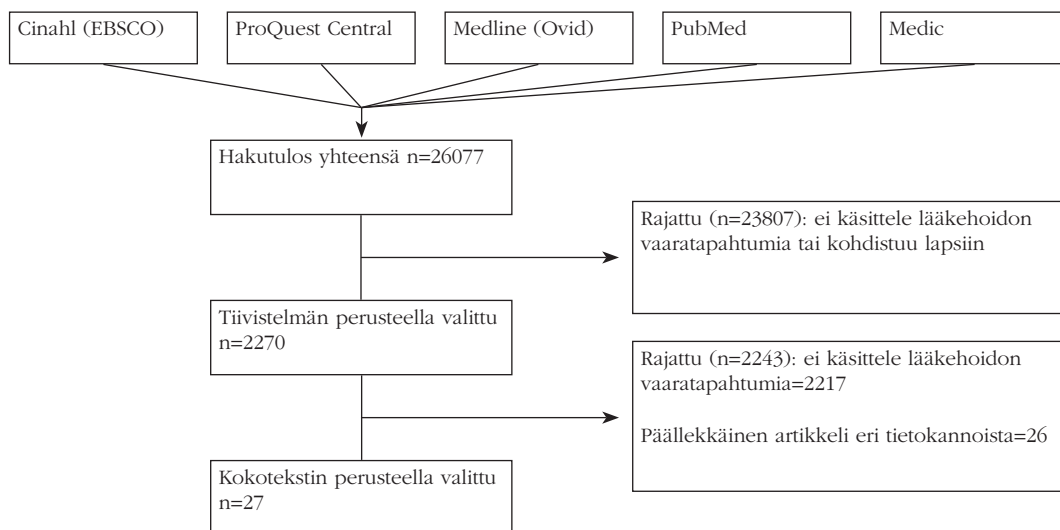 Cinahl (EBSCO)
ProQuest Central
Medline (Ovid)
PubMed
Medic
Hakutulos yhteensä n=26077
Rajattu (n=23807): ei käsittele lääkehoidon
vaaratapahtumia tai kohdistuu lapsiin
Tiivistelmän perusteella valittu
n=2270
Rajattu (n=2243): ei käsittele lääkehoidon
vaaratapahtumia=2217
Päällekkäinen artikkeli eri tietokannoista=26
Kokotekstin perusteella valittu
n=27